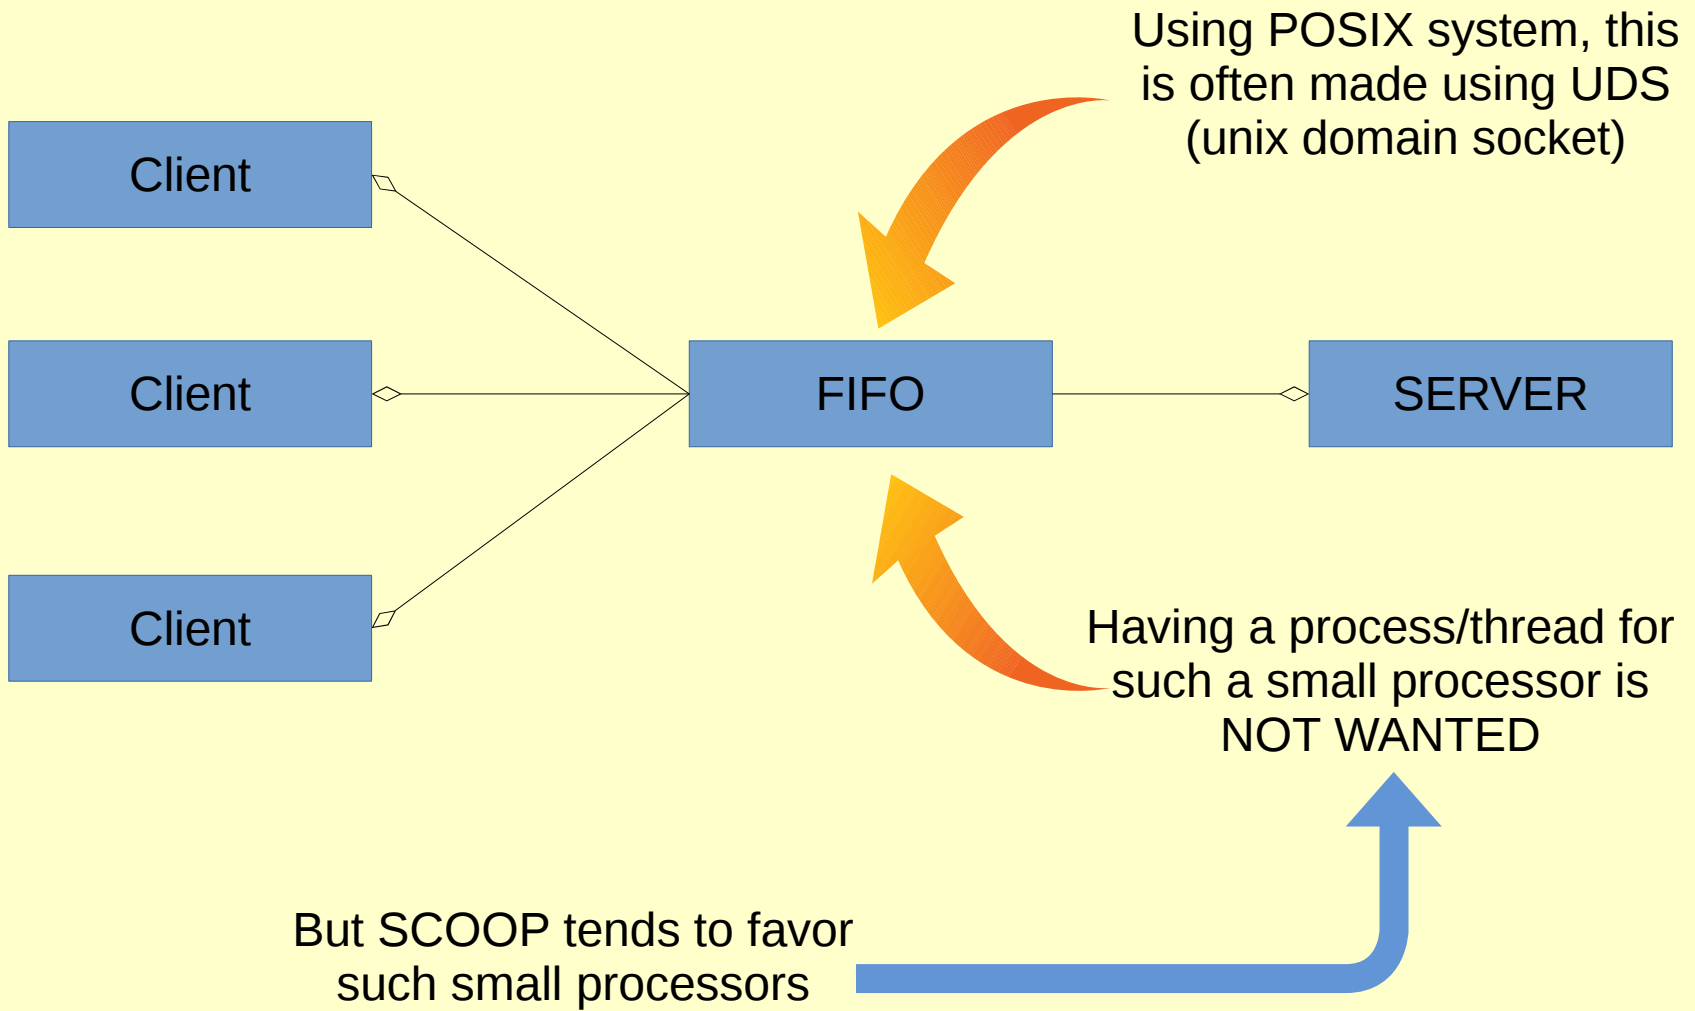 Using POSIX system, this
is often made using UDS
(unix domain socket)
Client
Client
FIFO
SERVER
Client
Having a process/thread for
such a small processor is
NOT WANTED
But SCOOP tends to favor
such small processors